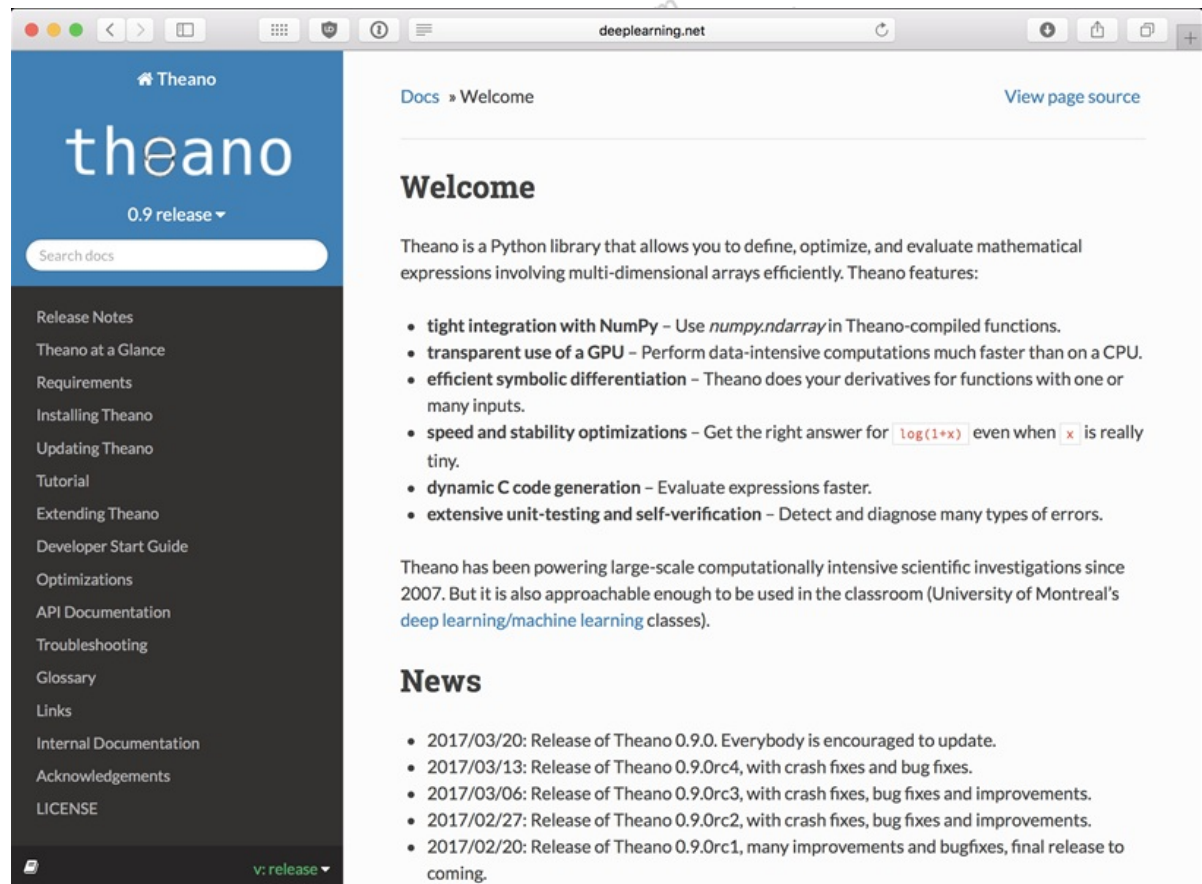 deeplearning.net
Theano
theano
0.9 release
Search docs
Release Notes
Theano at a Glance
Requirements
Installing Theano
Updating Theano
Tutorial
Extending Theano
Developer Start Guide
Optimizations
API Documentation
Troubleshooting
Glossary
Links
Internal Documentation
Acknowledgements
LICENSE
v: release
Docs » Welcome
View page source
Welcome
Theano is a Python library that allows you to define, optimize, and evaluate mathematical
expressions involving multi-dimensional arrays efficiently. Theano features:
• tight integration with NumPy – Use numpy.ndarray in Theano-compiled functions.
• transparent use of a GPU – Perform data-intensive computations much faster than on a CPU.
• efficient symbolic differentiation – Theano does your derivatives for functions with one or
many inputs.
• speed and stability optimizations – Get the right answer for log(1+x) even when x is really
tiny.
• dynamic C code generation – Evaluate expressions faster.
• extensive unit-testing and self-verification – Detect and diagnose many types of errors.
Theano has been powering large-scale computationally intensive scientific investigations since
2007. But it is also approachable enough to be used in the classroom (University of Montreal's
deep learning/machine learning classes).
News
• 2017/03/20: Release of Theano 0.9.0. Everybody is encouraged to update.
• 2017/03/13: Release of Theano 0.9.0rc4, with crash fixes and bug fixes.
• 2017/03/06: Release of Theano 0.9.0rc3, with crash fixes, bug fixes and improvements.
• 2017/02/27: Release of Theano 0.9.0rc2, with crash fixes, bug fixes and improvements.
• 2017/02/20: Release of Theano 0.9.0rc1, many improvements and bugfixes, final release to
coming.